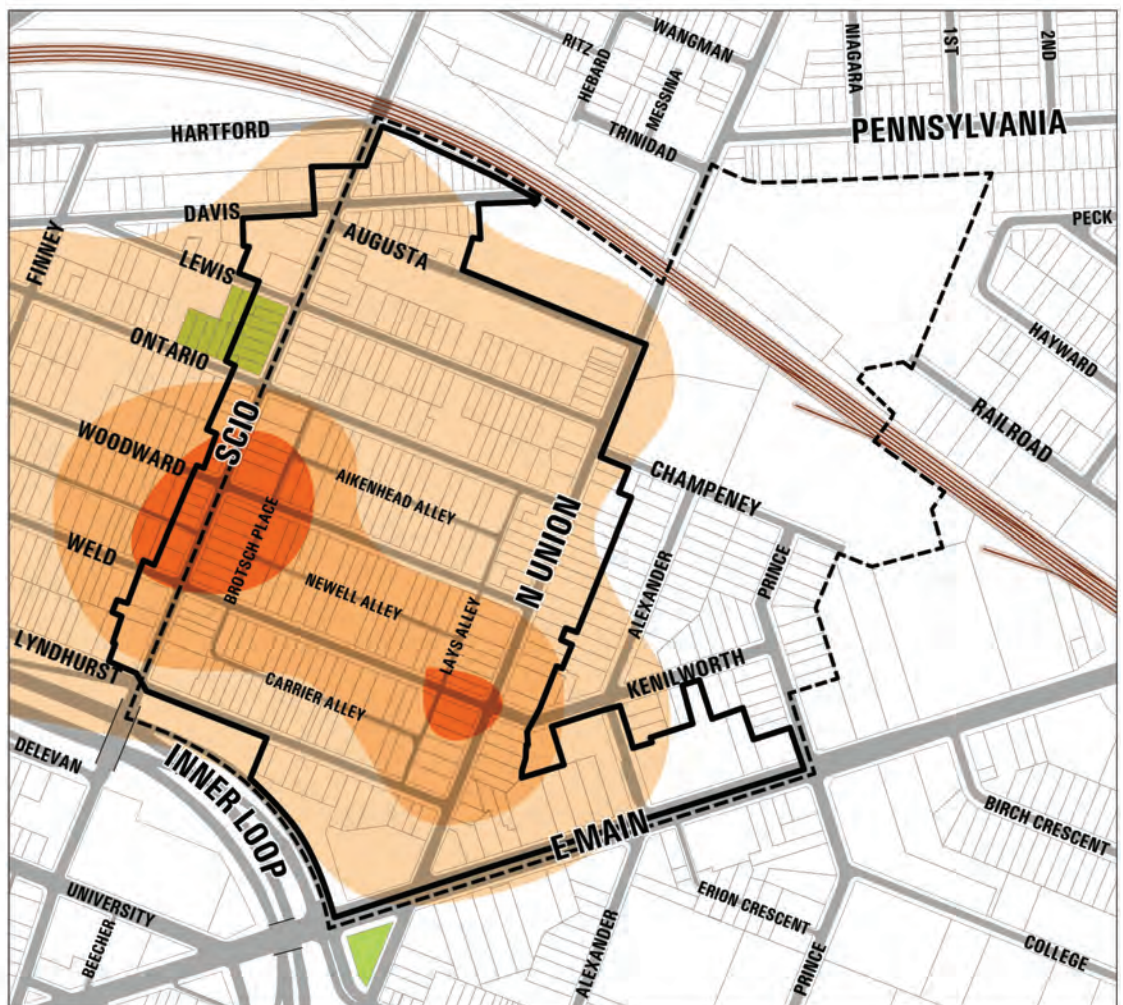 WANGMAN
RITZ
HEBARD
MESSINA
NIAGARA
1ST
2ND
HARTFORD
TRINIDAD
PENNSYLVANIA
DAVIS
PECK
AUGUSTA
FINNEY
LEWIS
ONTARIO
HAYWARD
RAILROAD
SCIO
WOODWARD
AIKENHEAD ALLEY
CHAMPENEY
BROTSCH PLACE
N UNION
WELD
NEWELL ALLEY
ALEXANDER
PRINCE
LAYS ALLEY
LYNDHURST
CARRIER ALLEY
KENILWORTH
DELEVAN
INNER LOOP
E MAIN
BIRCH CRESCENT
UNIVERSITY
BEECHER
ERION CRESCENT
ALEXANDER
PRINCE
COLLEGE